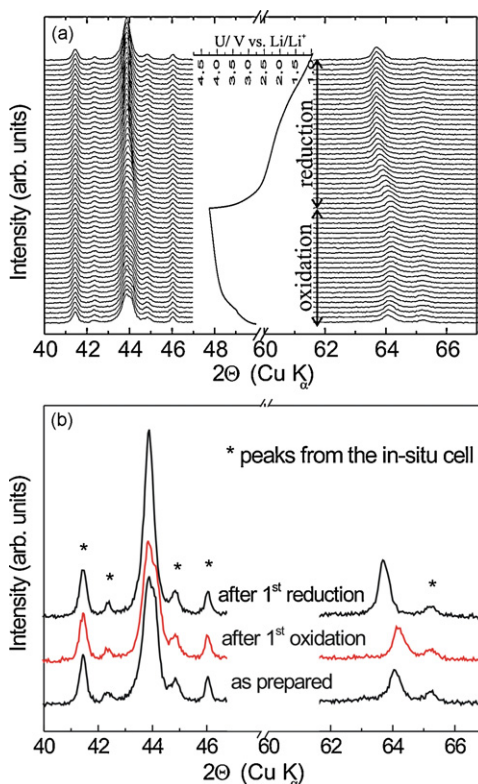 (a)
U/ V vs. Li/Li⁺
4.5 4.0 3.5 3.0 2.5 2.0 1.5 1.0
Intensity (arb. units)
reduction
oxidation
40 42 44 46 48 60 62 64 66
2Θ (Cu Kα)
(b)
* peaks from the in-situ cell
Intensity (arb. units)
* * * * *
after 1st reduction
after 1st oxidation
as prepared
40 42 44 46 60 62 64 66
2Θ (Cu Kα)